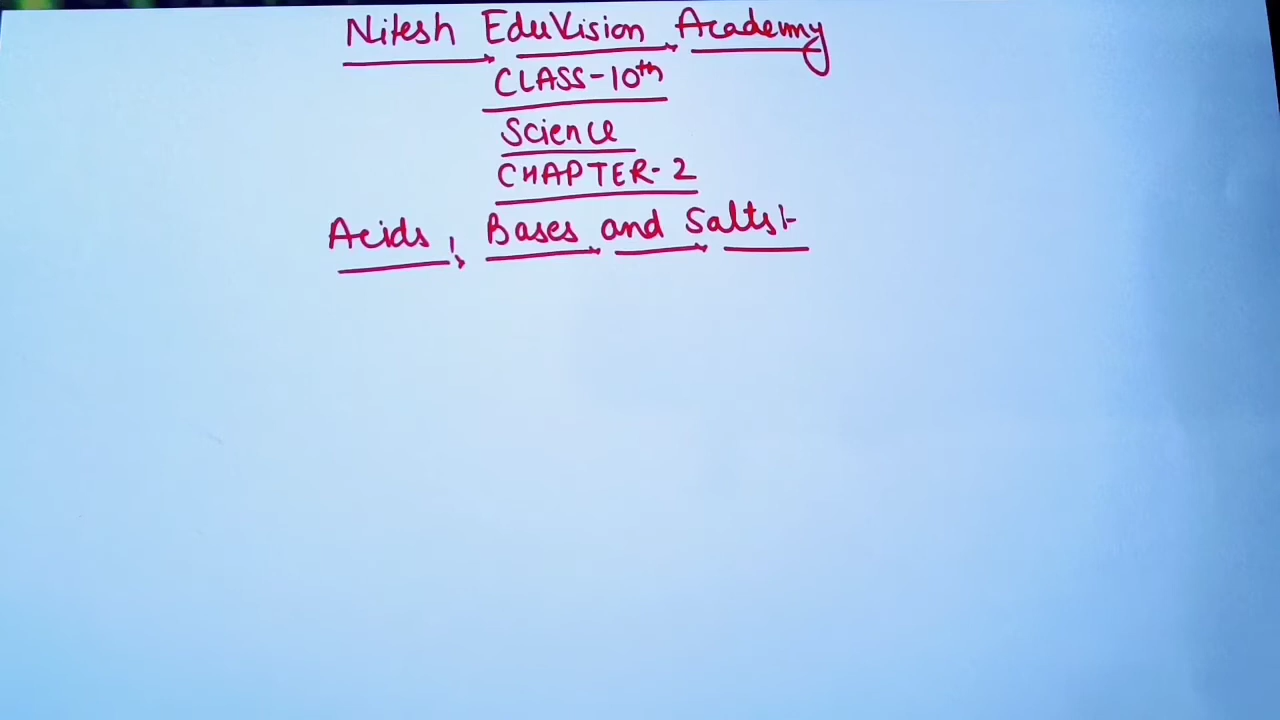 Nitesh EduVision Academy
CLASS-10th
Science
CHAPTER-2
Acids, Bases and Salts:-